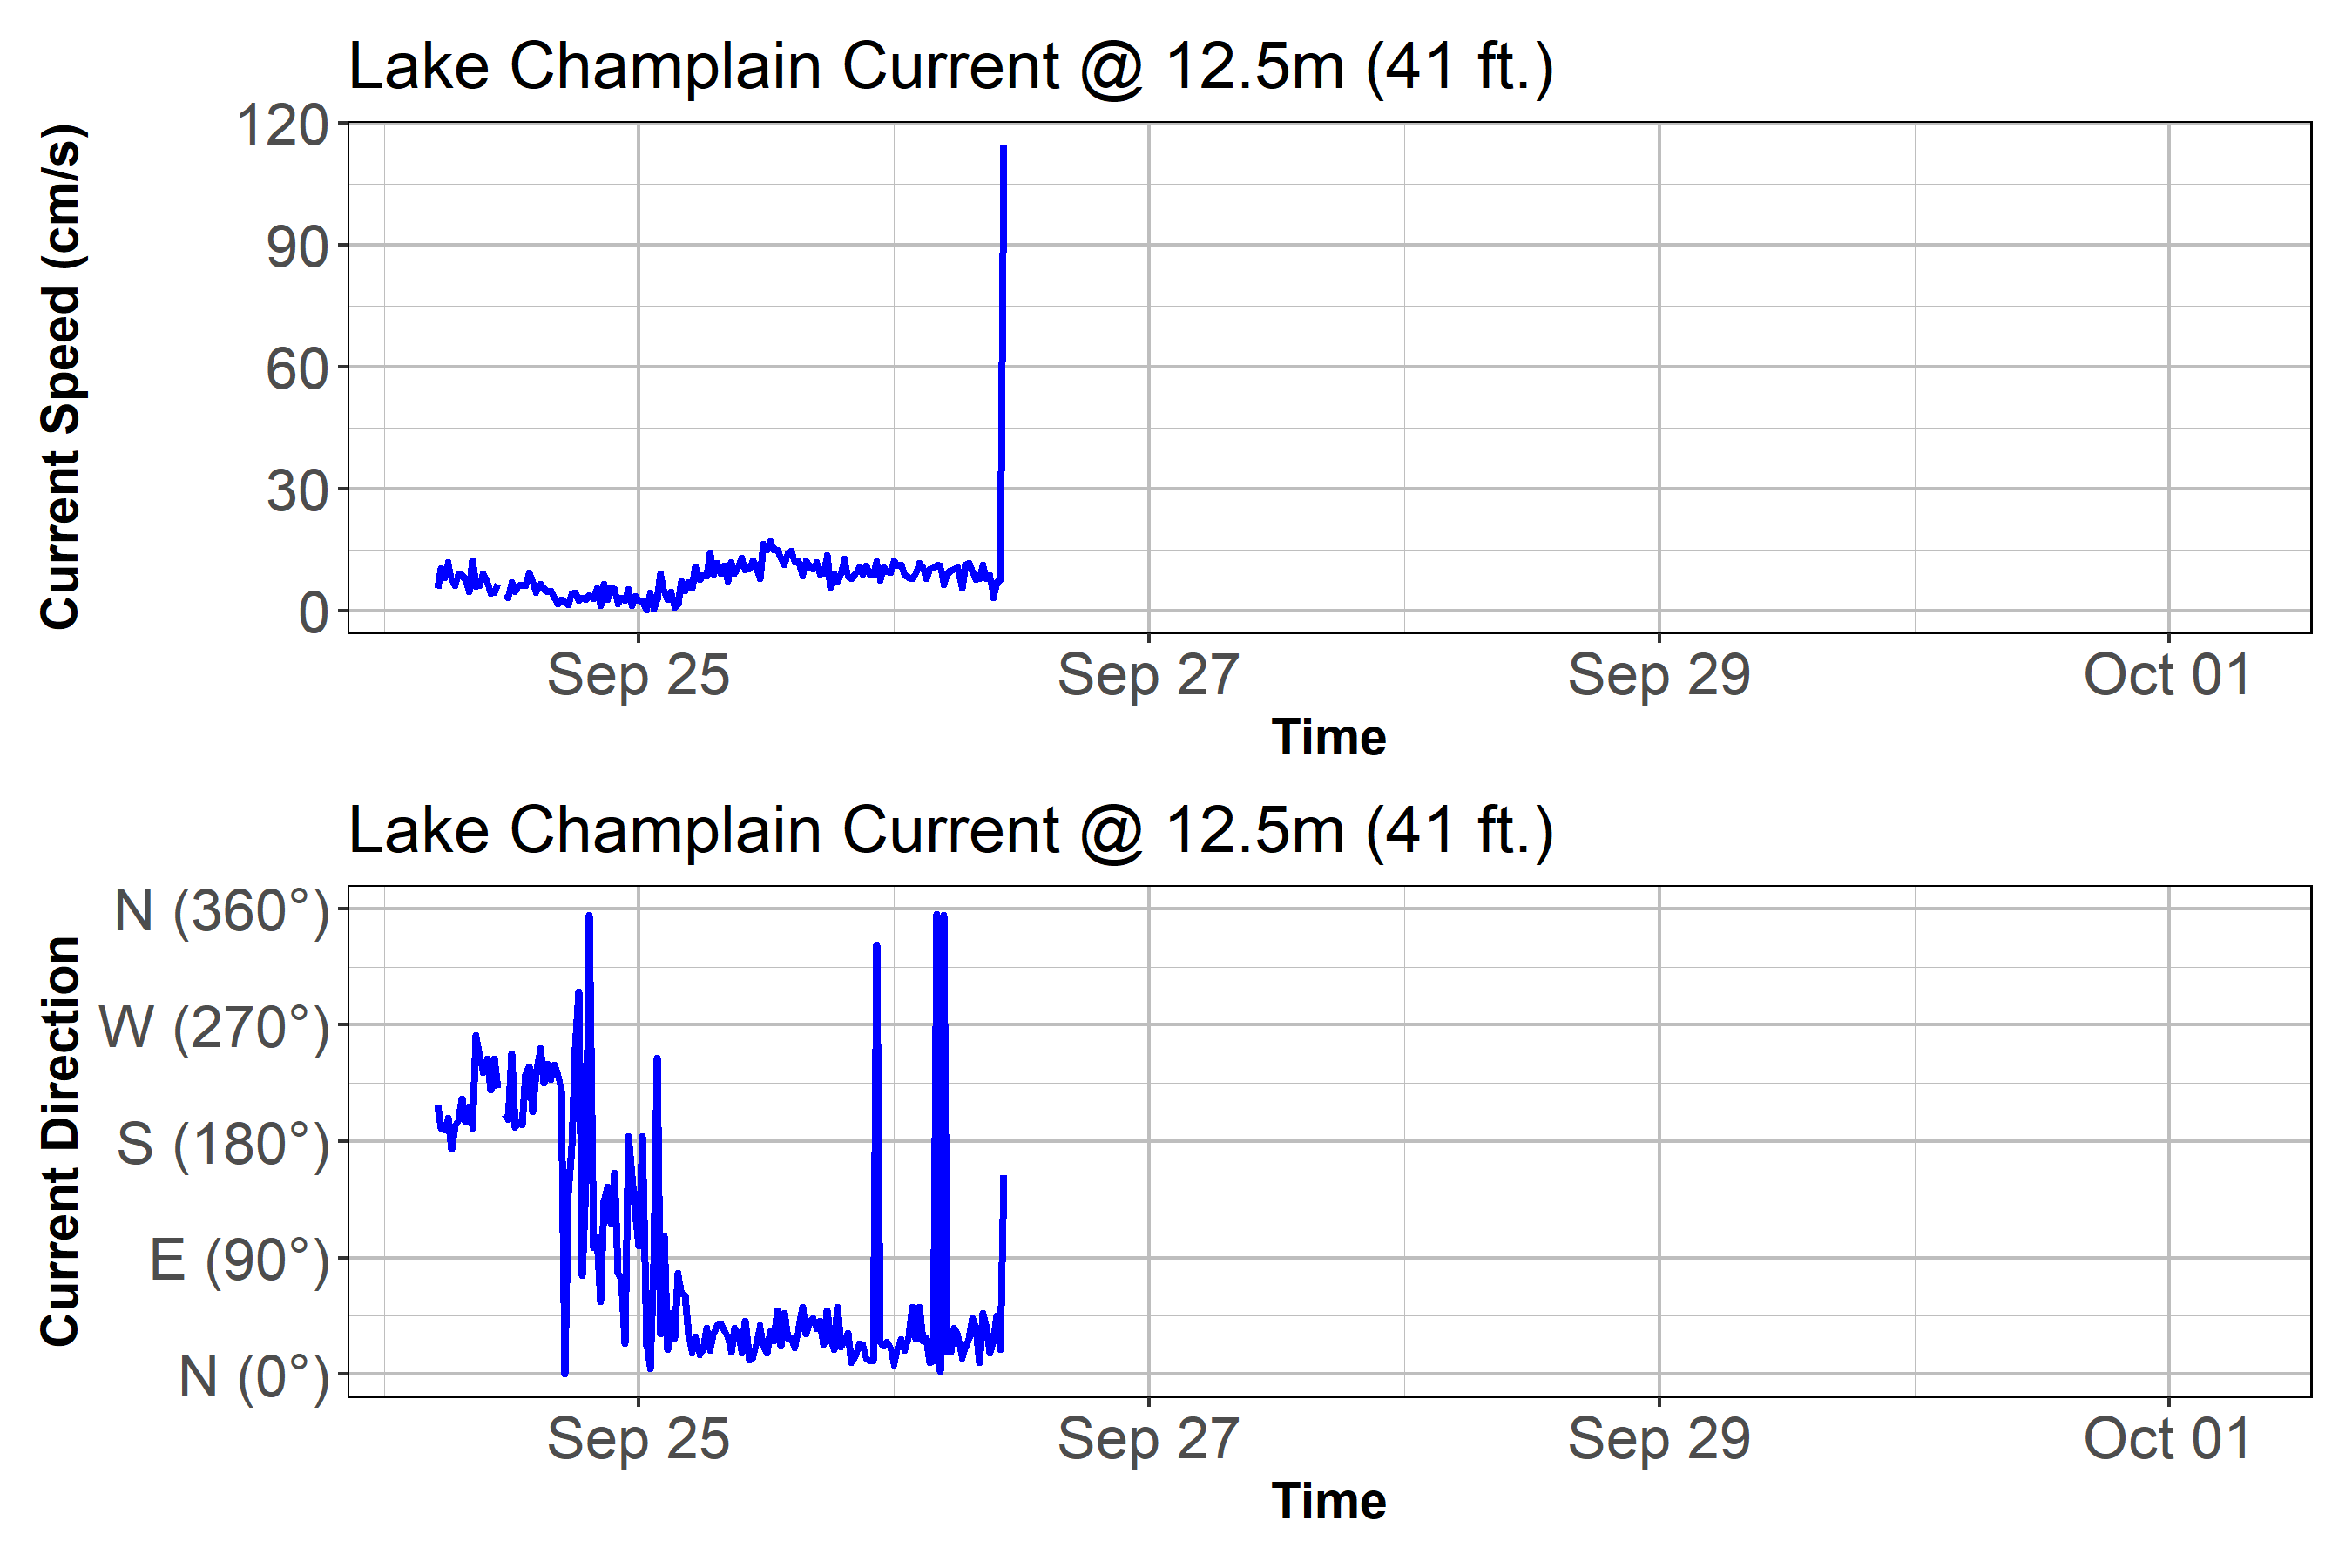 Lake Champlain Current @ 12.5m (41 ft.)
Current Speed (cm/s)
120
90
60
30
0
Sep 25 Sep 27 Sep 29 Oct 01
Time
Lake Champlain Current @ 12.5m (41 ft.)
Current Direction
N (360°)
W (270°)
S (180°)
E (90°)
N (0°)
Sep 25 Sep 27 Sep 29 Oct 01
Time